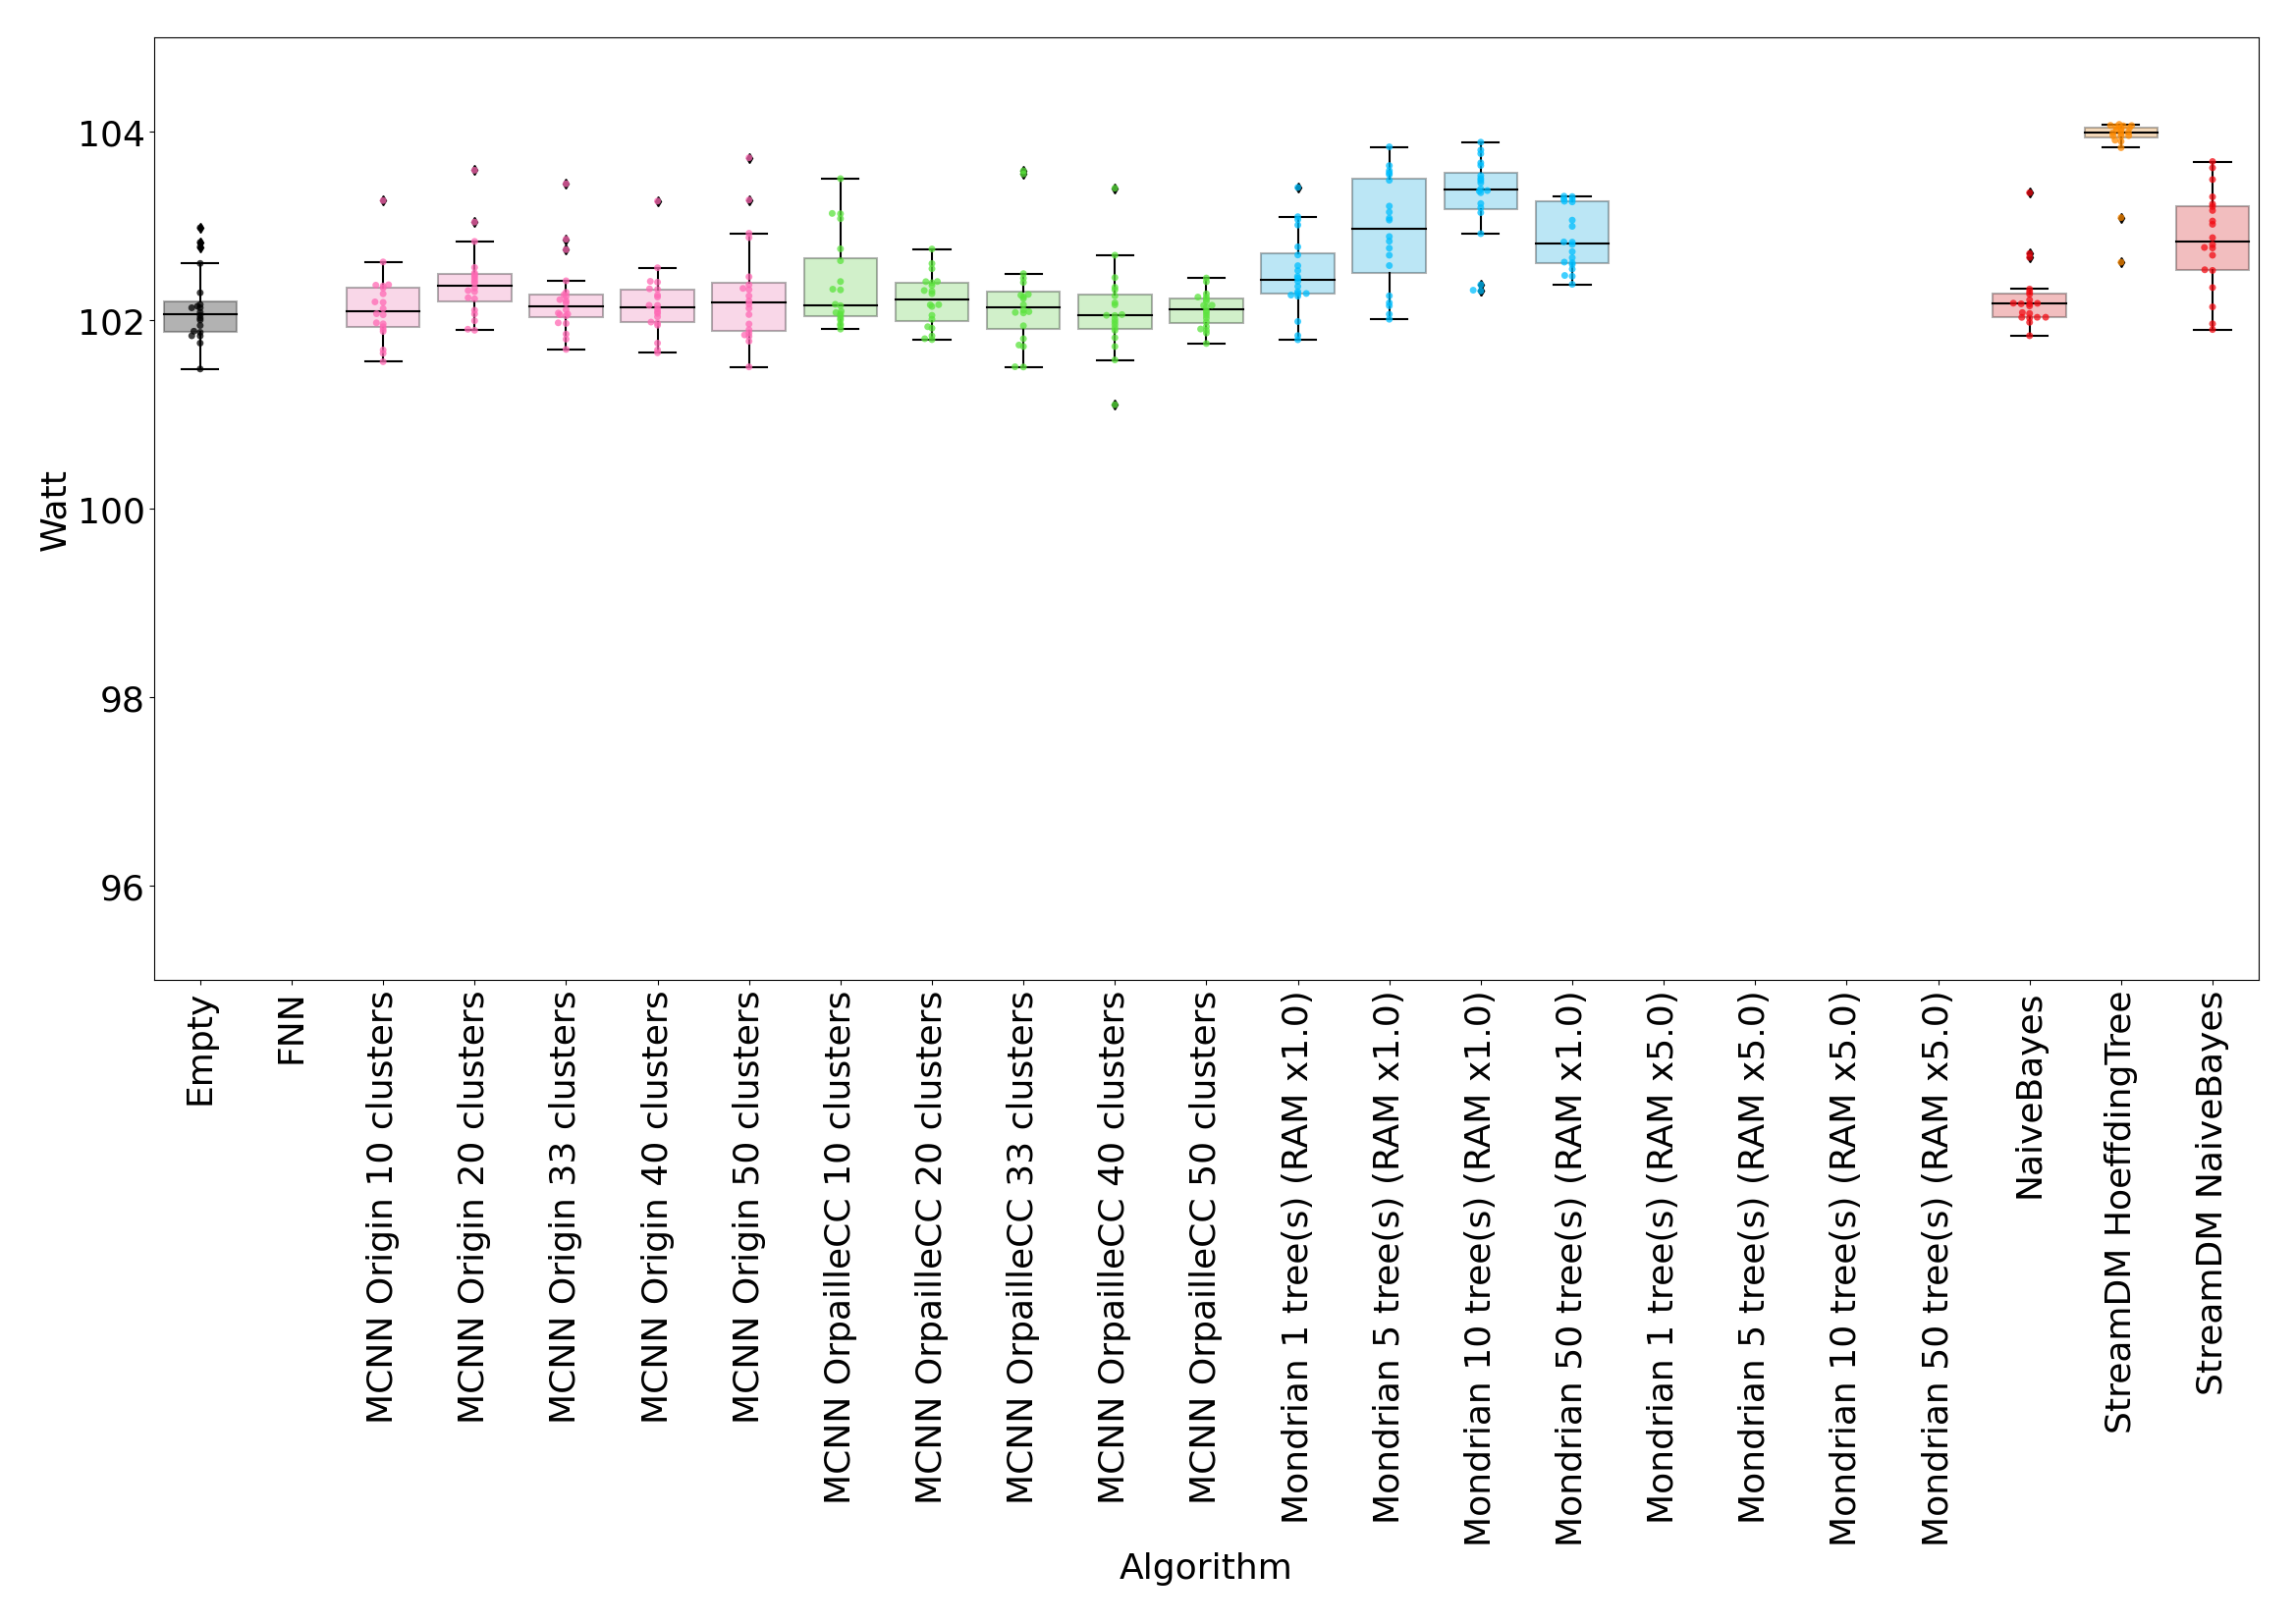 Watt
104
102
100
98
96
Empty
FNN
MCNN Origin 10 clusters
MCNN Origin 20 clusters
MCNN Origin 33 clusters
MCNN Origin 40 clusters
MCNN Origin 50 clusters
MCNN OrpailleCC 10 clusters
MCNN OrpailleCC 20 clusters
MCNN OrpailleCC 33 clusters
MCNN OrpailleCC 40 clusters
MCNN OrpailleCC 50 clusters
Mondrian 1 tree(s) (RAM x1.0)
Mondrian 5 tree(s) (RAM x1.0)
Mondrian 10 tree(s) (RAM x1.0)
Mondrian 50 tree(s) (RAM x1.0)
Mondrian 1 tree(s) (RAM x5.0)
Mondrian 5 tree(s) (RAM x5.0)
Mondrian 10 tree(s) (RAM x5.0)
Mondrian 50 tree(s) (RAM x5.0)
NaiveBayes
StreamDM HoeffdingTree
StreamDM NaiveBayes
Algorithm